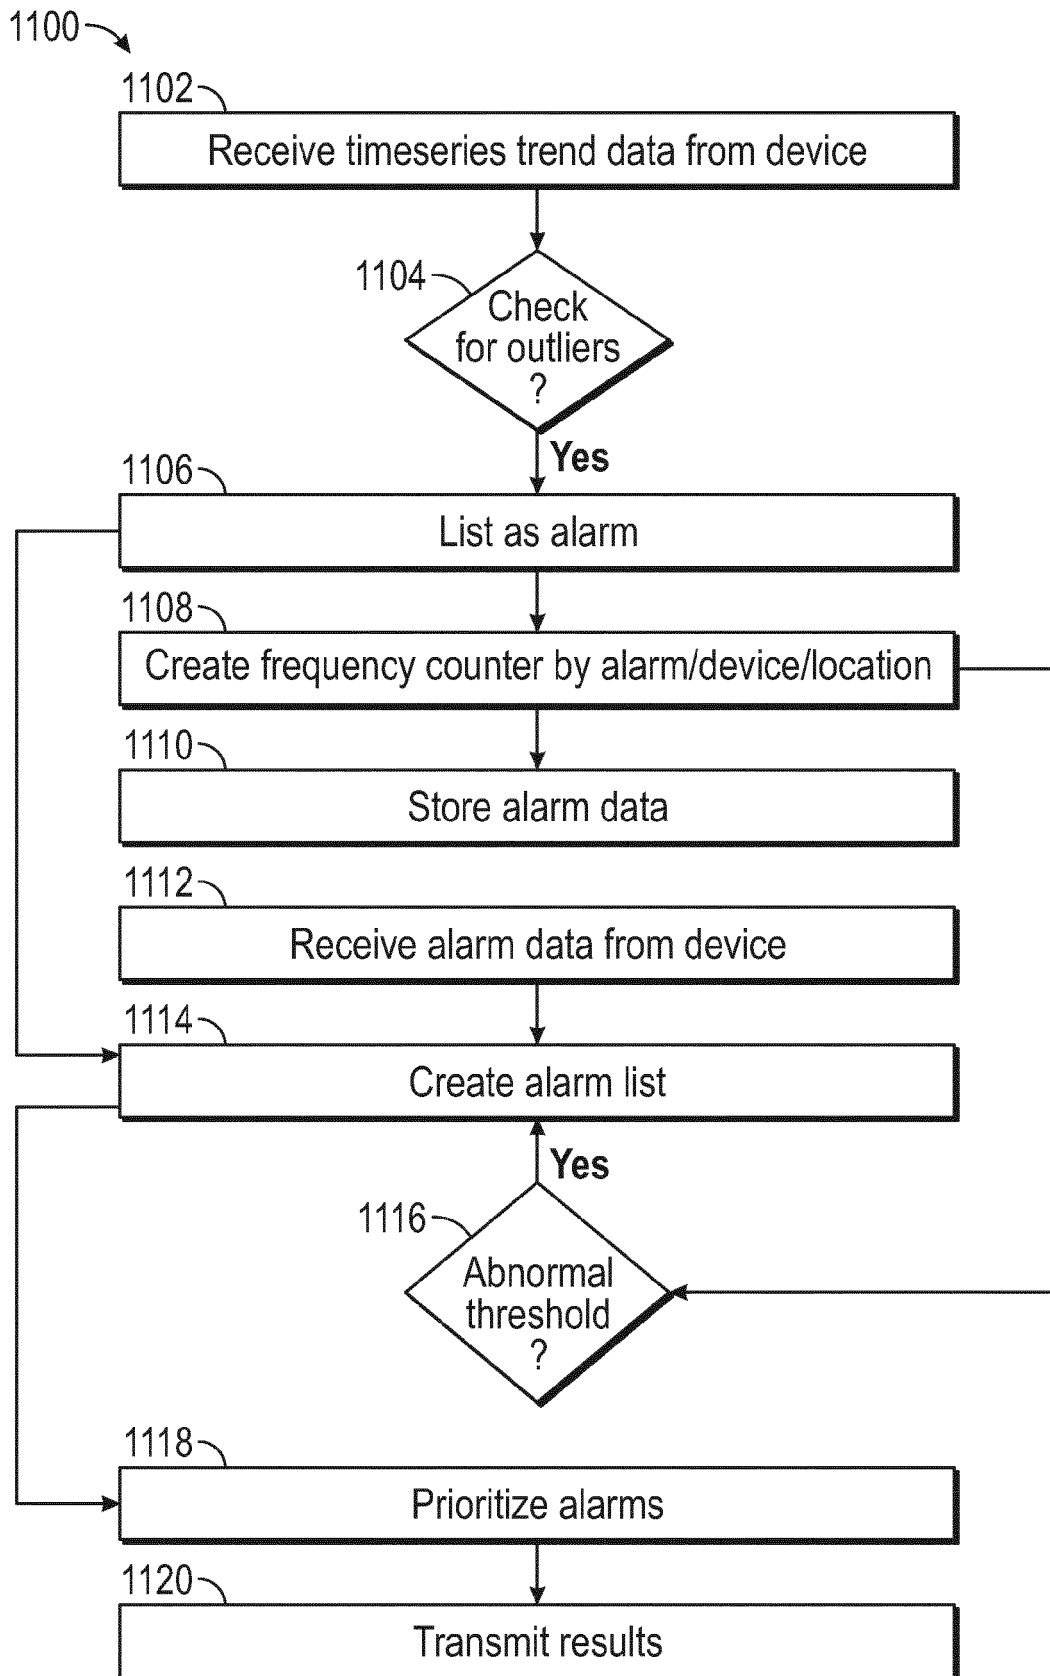 1100
1102
Receive timeseries trend data from device
1104
Check
for outliers
?
Yes
1106
List as alarm
1108
Create frequency counter by alarm/device/location
1110
Store alarm data
1112
Receive alarm data from device
1114
Create alarm list
Yes
1116
Abnormal
threshold
?
1118
Prioritize alarms
1120
Transmit results